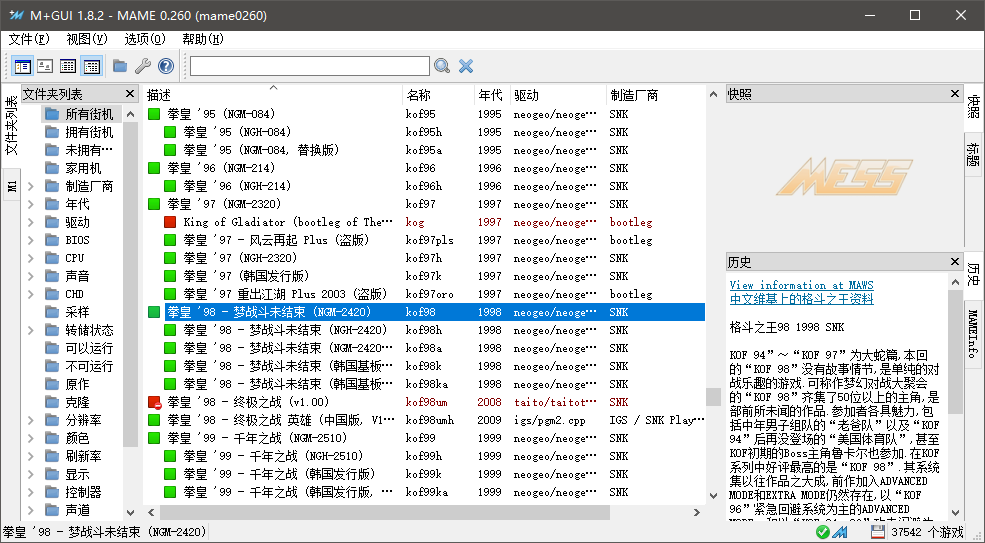 M+GUI 1.8.2 - MAME 0.260 (mame0260)
文件(F) 视图(V) 选项(O) 帮助(H)
文件夹列表
M1
文件夹列表
所有街机
拥有街机
未拥有…
家用机
制造厂商
年代
驱动
BIOS
CPU
声音
CHD
采样
转储状态
可以运行
不可运行
原作
克隆
分辨率
颜色
刷新率
显示
控制器
声道
描述 名称 年代 驱动 制造厂商
拳皇 '95 (NGM-084) kof95 1995 neogeo/neoge… SNK
拳皇 '95 (NGH-084) kof95h 1995 neogeo/neoge… SNK
拳皇 '95 (NGM-084, 替换版) kof95a 1995 neogeo/neoge… SNK
拳皇 '96 (NGM-214) kof96 1996 neogeo/neoge… SNK
拳皇 '96 (NGH-214) kof96h 1996 neogeo/neoge… SNK
拳皇 '97 (NGM-2320) kof97 1997 neogeo/neoge… SNK
King of Gladiator (bootleg of The… kog 1997 neogeo/neoge… bootleg
拳皇 '97 - 风云再起 Plus (盗版) kof97pls 1997 neogeo/neoge… bootleg
拳皇 '97 (NGH-2320) kof97h 1997 neogeo/neoge… SNK
拳皇 '97 (韩国发行版) kof97k 1997 neogeo/neoge… SNK
拳皇 '97 重出江湖 Plus 2003 (盗版) kof97oro 1997 neogeo/neoge… bootleg
拳皇 '98 - 梦战斗未结束 (NGM-2420) kof98 1998 neogeo/neoge… SNK
拳皇 '98 - 梦战斗未结束 (NGH-2420) kof98h 1998 neogeo/neoge… SNK
拳皇 '98 - 梦战斗未结束 (NGM-2420… kof98a 1998 neogeo/neoge… SNK
拳皇 '98 - 梦战斗未结束 (韩国基板… kof98k 1998 neogeo/neoge… SNK
拳皇 '98 - 梦战斗未结束 (韩国基板… kof98ka 1998 neogeo/neoge… SNK
拳皇 '98 - 终极之战 (v1.00) kof98um 2008 taito/taitot… SNK
拳皇 '98 - 终极之战 英雄 (中国版, V1… kof98umh 2009 igs/pgm2.cpp IGS / SNK Play…
拳皇 '99 - 千年之战 (NGM-2510) kof99 1999 neogeo/neoge… SNK
拳皇 '99 - 千年之战 (NGH-2510) kof99h 1999 neogeo/neoge… SNK
拳皇 '99 - 千年之战 (韩国发行版) kof99k 1999 neogeo/neoge… SNK
拳皇 '99 - 千年之战 (韩国发行版, … kof99ka 1999 neogeo/neoge… SNK
快照
MESS
快照
标题
历史
View information at MAWS
中文维基上的格斗之王资料
格斗之王98 1998 SNK
KOF 94”～“KOF 97”为大蛇篇,本回
的“KOF 98”没有故事情节,是单纯的对
战乐趣的游戏.可称作梦幻对战大聚会
的“KOF 98”齐集了50位以上的主角,是
部前所未闻的作品.参加者各具魅力,包
括中年男子组队的“老爸队”以及“KOF
94”后再没登场的“美国体育队”,甚至
KOF初期的Boss主角鲁卡尔也参加.在KOF
系列中好评最高的是“KOF 98”.其系统
集以往作品之大成,前作加入ADVANCED
MODE和EXTRA MODE仍然存在,以“KOF
96”紧急回避系统为主的ADVANCED
历史
MAMEInfo
拳皇 '98 - 梦战斗未结束 (NGM-2420)
37542 个游戏